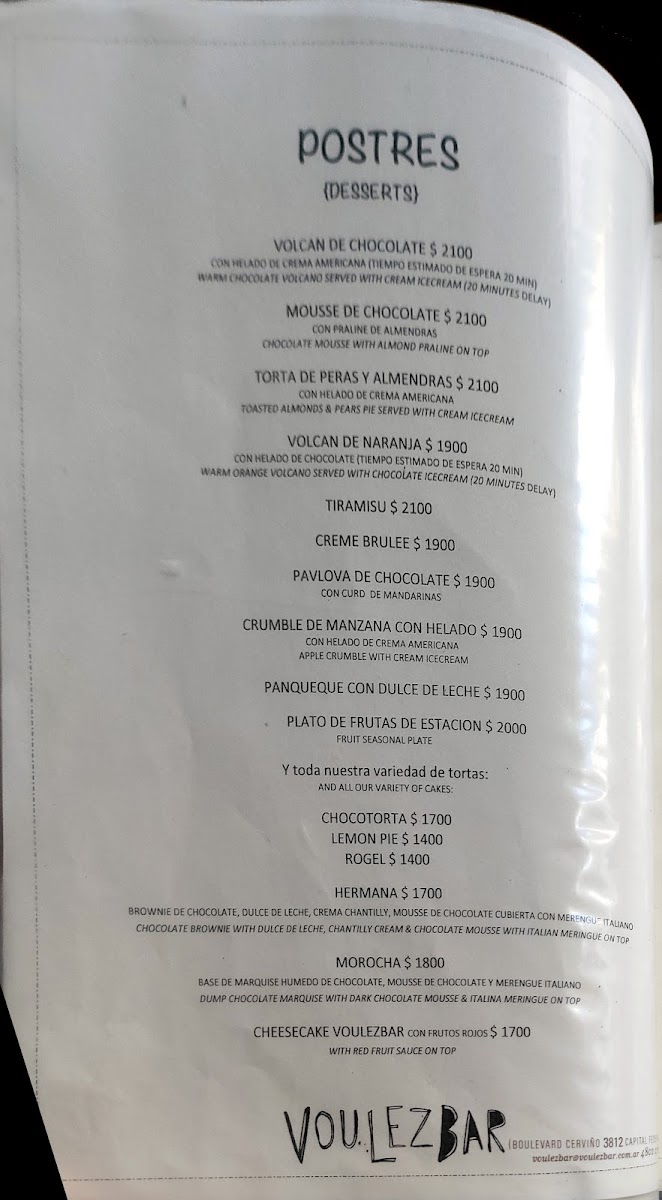 POSTRES
{DESSERTS}
VOLCAN DE CHOCOLATE $ 2100
CON HELADO DE CREMA AMERICANA (TIEMPO ESTIMADO DE ESPERA 20 MIN)
WARM CHOCOLATE VOLCANO SERVED WITH CREAM ICECREAM (20 MINUTES DELAY)
MOUSSE DE CHOCOLATE $ 2100
CON PRALINE DE ALMENDRAS
CHOCOLATE MOUSSE WITH ALMOND PRALINE ON TOP
TORTA DE PERAS Y ALMENDRAS $ 2100
CON HELADO DE CREMA AMERICANA
TOASTED ALMONDS & PEARS PIE SERVED WITH CREAM ICECREAM
VOLCAN DE NARANJA $ 1900
CON HELADO DE CHOCOLATE (TIEMPO ESTIMADO DE ESPERA 20 MIN)
WARM ORANGE VOLCANO SERVED WITH CHOCOLATE ICECREAM (20 MINUTES DELAY)
TIRAMISU $ 2100
CREME BRULEE $ 1900
PAVLOVA DE CHOCOLATE $ 1900
CON CURD DE MANDARINAS
CRUMBLE DE MANZANA CON HELADO $ 1900
CON HELADO DE CREMA AMERICANA
APPLE CRUMBLE WITH CREAM ICECREAM
PANQUEQUE CON DULCE DE LECHE $ 1900
PLATO DE FRUTAS DE ESTACION $ 2000
FRUIT SEASONAL PLATE
Y toda nuestra variedad de tortas:
AND ALL OUR VARIETY OF CAKES:
CHOCOTORTA $ 1700
LEMON PIE $ 1400
ROGEL $ 1400
HERMANA $ 1700
BROWNIE DE CHOCOLATE, DULCE DE LECHE, CREMA CHANTILLY, MOUSSE DE CHOCOLATE CUBIERTA CON MERENGUE ITALIANO
CHOCOLATE BROWNIE WITH DULCE DE LECHE, CHANTILLY CREAM & CHOCOLATE MOUSSE WITH ITALIAN MERINGUE ON TOP
MOROCHA $ 1800
BASE DE MARQUISE HUMEDO DE CHOCOLATE, MOUSSE DE CHOCOLATE Y MERENGUE ITALIANO
DUMP CHOCOLATE MARQUISE WITH DARK CHOCOLATE MOUSSE & ITALINA MERINGUE ON TOP
CHEESECAKE VOULEZBAR CON FRUTOS ROJOS $ 1700
WITH RED FRUIT SAUCE ON TOP
VOULEZBAR
(BOULEVARD CERVIÑO 3812 CAPITAL
voulezbar@voulezbar.com.ar